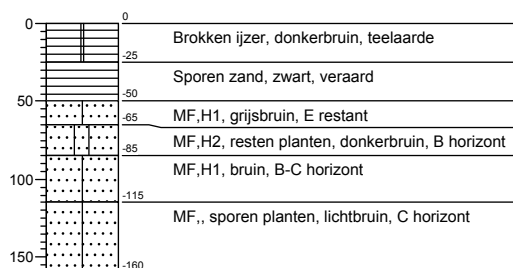 0
0
Brokken ijzer, donkerbruin, teelaarde
-25
Sporen zand, zwart, veraard
-50
50
MF,H1, grijsbruin, E restant
-65
MF,H2, resten planten, donkerbruin, B horizont
-85
MF,H1, bruin, B-C horizont
100
-115
MF,, sporen planten, lichtbruin, C horizont
150
-160